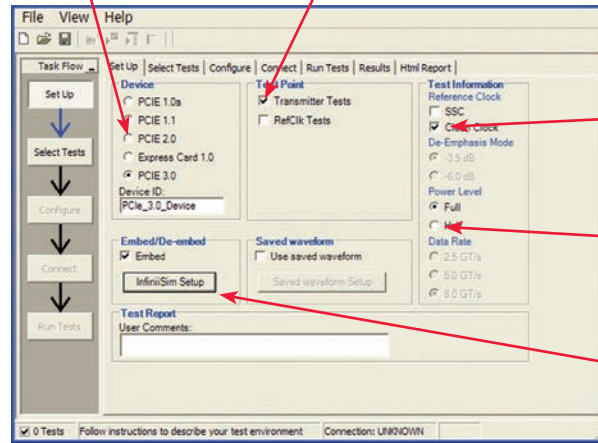 File View Help
Task Flow
Set Up
Select Tests
Configure
Connect
Run Tests
Set Up Select Tests Configure Connect Run Tests Results Html Report
Device
PCIE 1.0a
PCIE 1.1
PCIE 2.0
Express Card 1.0
PCIE 3.0
Device ID:
PCIe_3.0_Device
Test Point
Transmitter Tests
RefClk Tests
Test Information
Reference Clock
SSC
Clock
De-Emphasis Mode
-3.5 dB
-6.0 dB
Power Level
Full
Data Rate
2.5 GT/s
5.0 GT/s
8.0 GT/s
Embed/De-embed
Embed
InfiniiSim Setup
Saved waveform
Use saved waveform
Saved waveform Setup
Test Report
User Comments:
0 Tests Follow instructions to describe your test environment Connection: UNKNOWN